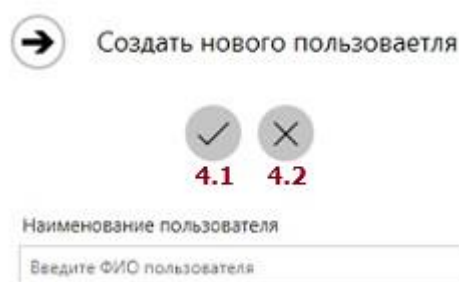 Создать нового пользоваетля
4.1 4.2
Наименование пользователя
Введите ФИО пользователя